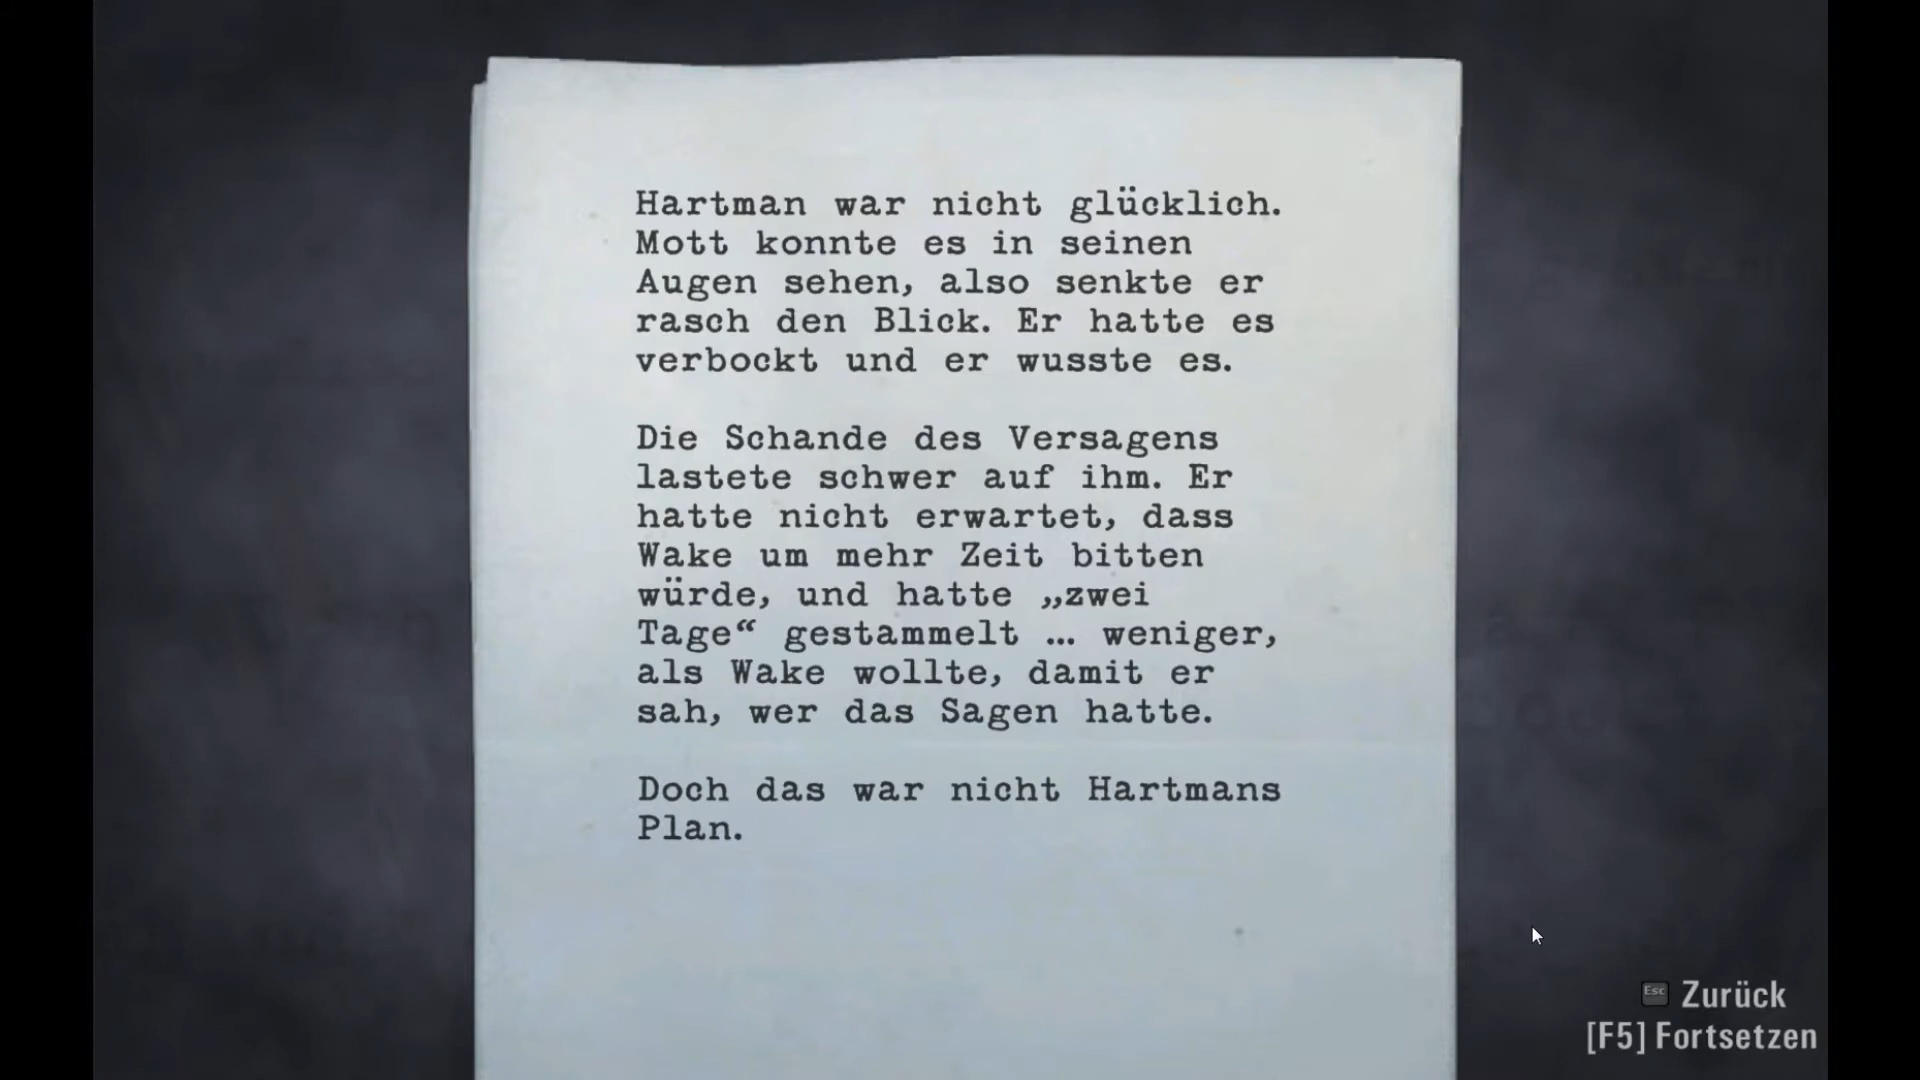 Hartman war nicht glücklich.
Mott konnte es in seinen
Augen sehen, also senkte er
rasch den Blick. Er hatte es
verbockt und er wusste es.
Die Schande des Versagens
lastete schwer auf ihm. Er
hatte nicht erwartet, dass
Wake um mehr Zeit bitten
würde, und hatte „zwei
Tage“ gestammelt … weniger,
als Wake wollte, damit er
sah, wer das Sagen hatte.
Doch das war nicht Hartmans
Plan.
Esc Zurück
[F5] Fortsetzen